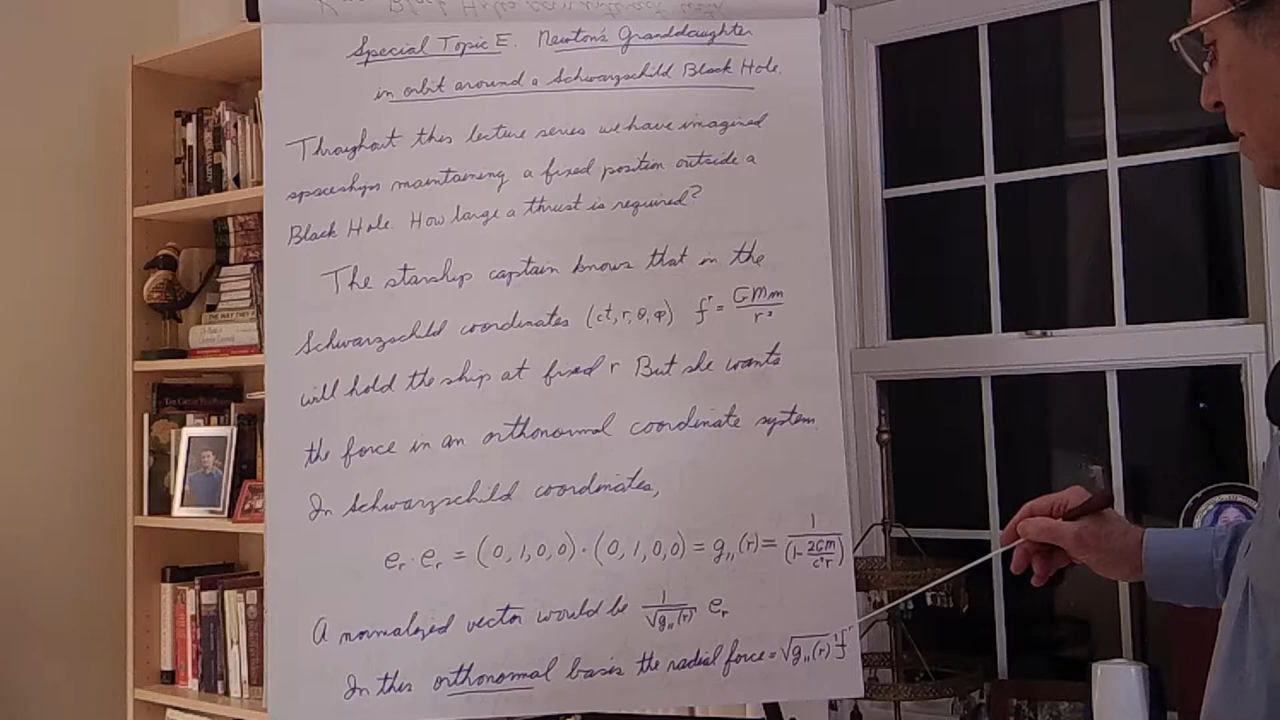 Special Topic E. Newton's Granddaughter
in orbit around a Schwarzschild Black Hole.
Throughout this lecture series we have imagined
spaceships maintaining a fixed position outside a
Black Hole. How large a thrust is required?
The starship captain knows that in the
Schwarzschild coordinates (ct, r, θ, φ) f^r = GMm/r²
will hold the ship at fixed r But she wants
the force in an orthonormal coordinate system.
In Schwarzschild coordinates,
e_r · e_r = (0, 1, 0, 0) · (0, 1, 0, 0) = g₁₁(r) = 1/(1 - 2GM/c²r)
A normalized vector would be 1/√g₁₁(r) e_r
In this orthonormal basis the radial force = √g₁₁(r) f^r